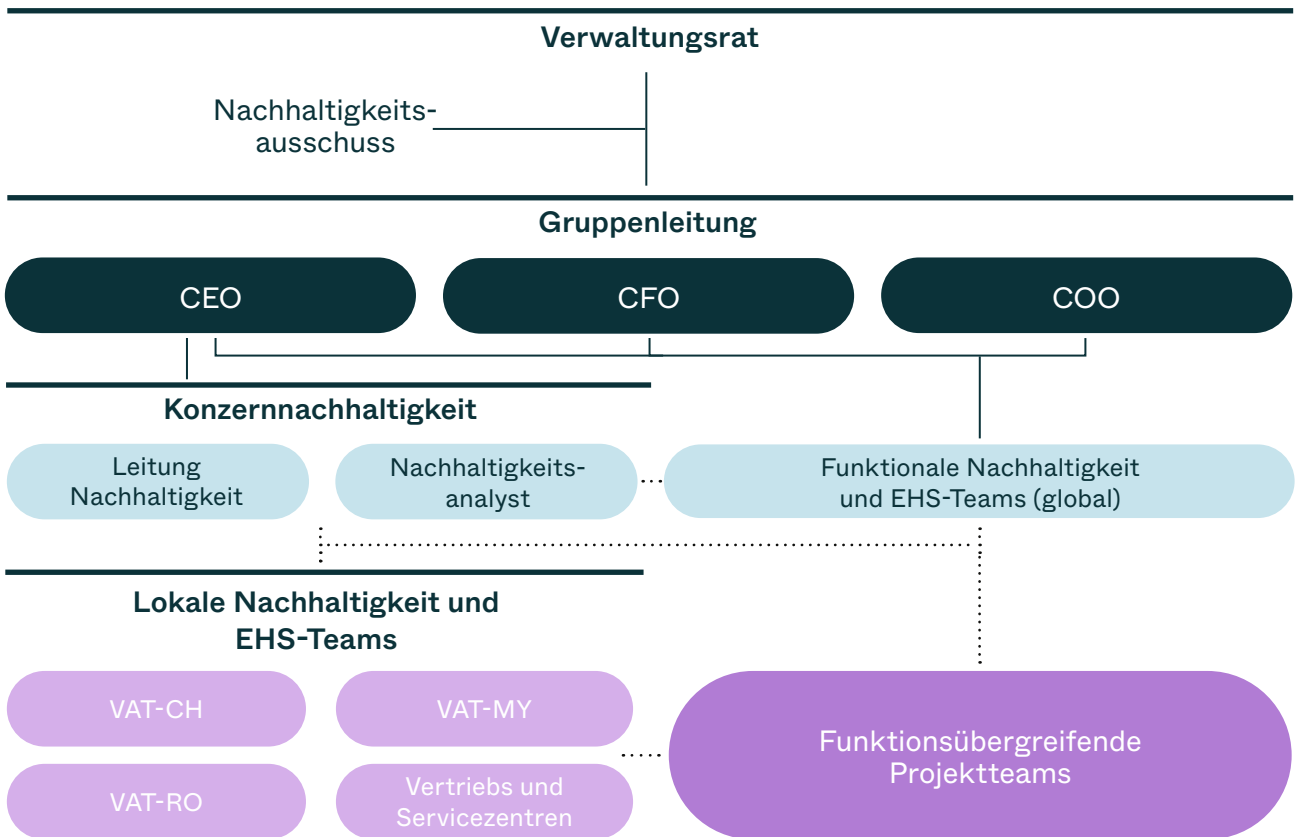 Verwaltungsrat
Nachhaltigkeits-
ausschuss
Gruppenleitung
CEO
CFO
COO
Konzernnachhaltigkeit
Leitung
Nachhaltigkeit
Nachhaltigkeits-
analyst
Funktionale Nachhaltigkeit
und EHS-Teams (global)
Lokale Nachhaltigkeit und
EHS-Teams
VAT-CH
VAT-MY
VAT-RO
Vertriebs und
Servicezentren
Funktionsübergreifende
Projektteams